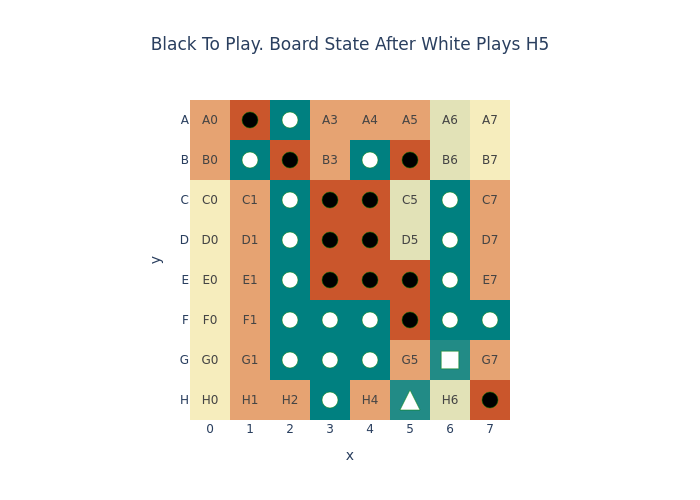 Black To Play. Board State After White Plays H5
A A0 A3 A4 A5 A6 A7
B B0 B3 B6 B7
C C0 C1 C5 C7
D D0 D1 D5 D7
E E0 E1 E7
F F0 F1
G G0 G1 G5 G7
H H0 H1 H2 H4 H6
0 1 2 3 4 5 6 7
x
y